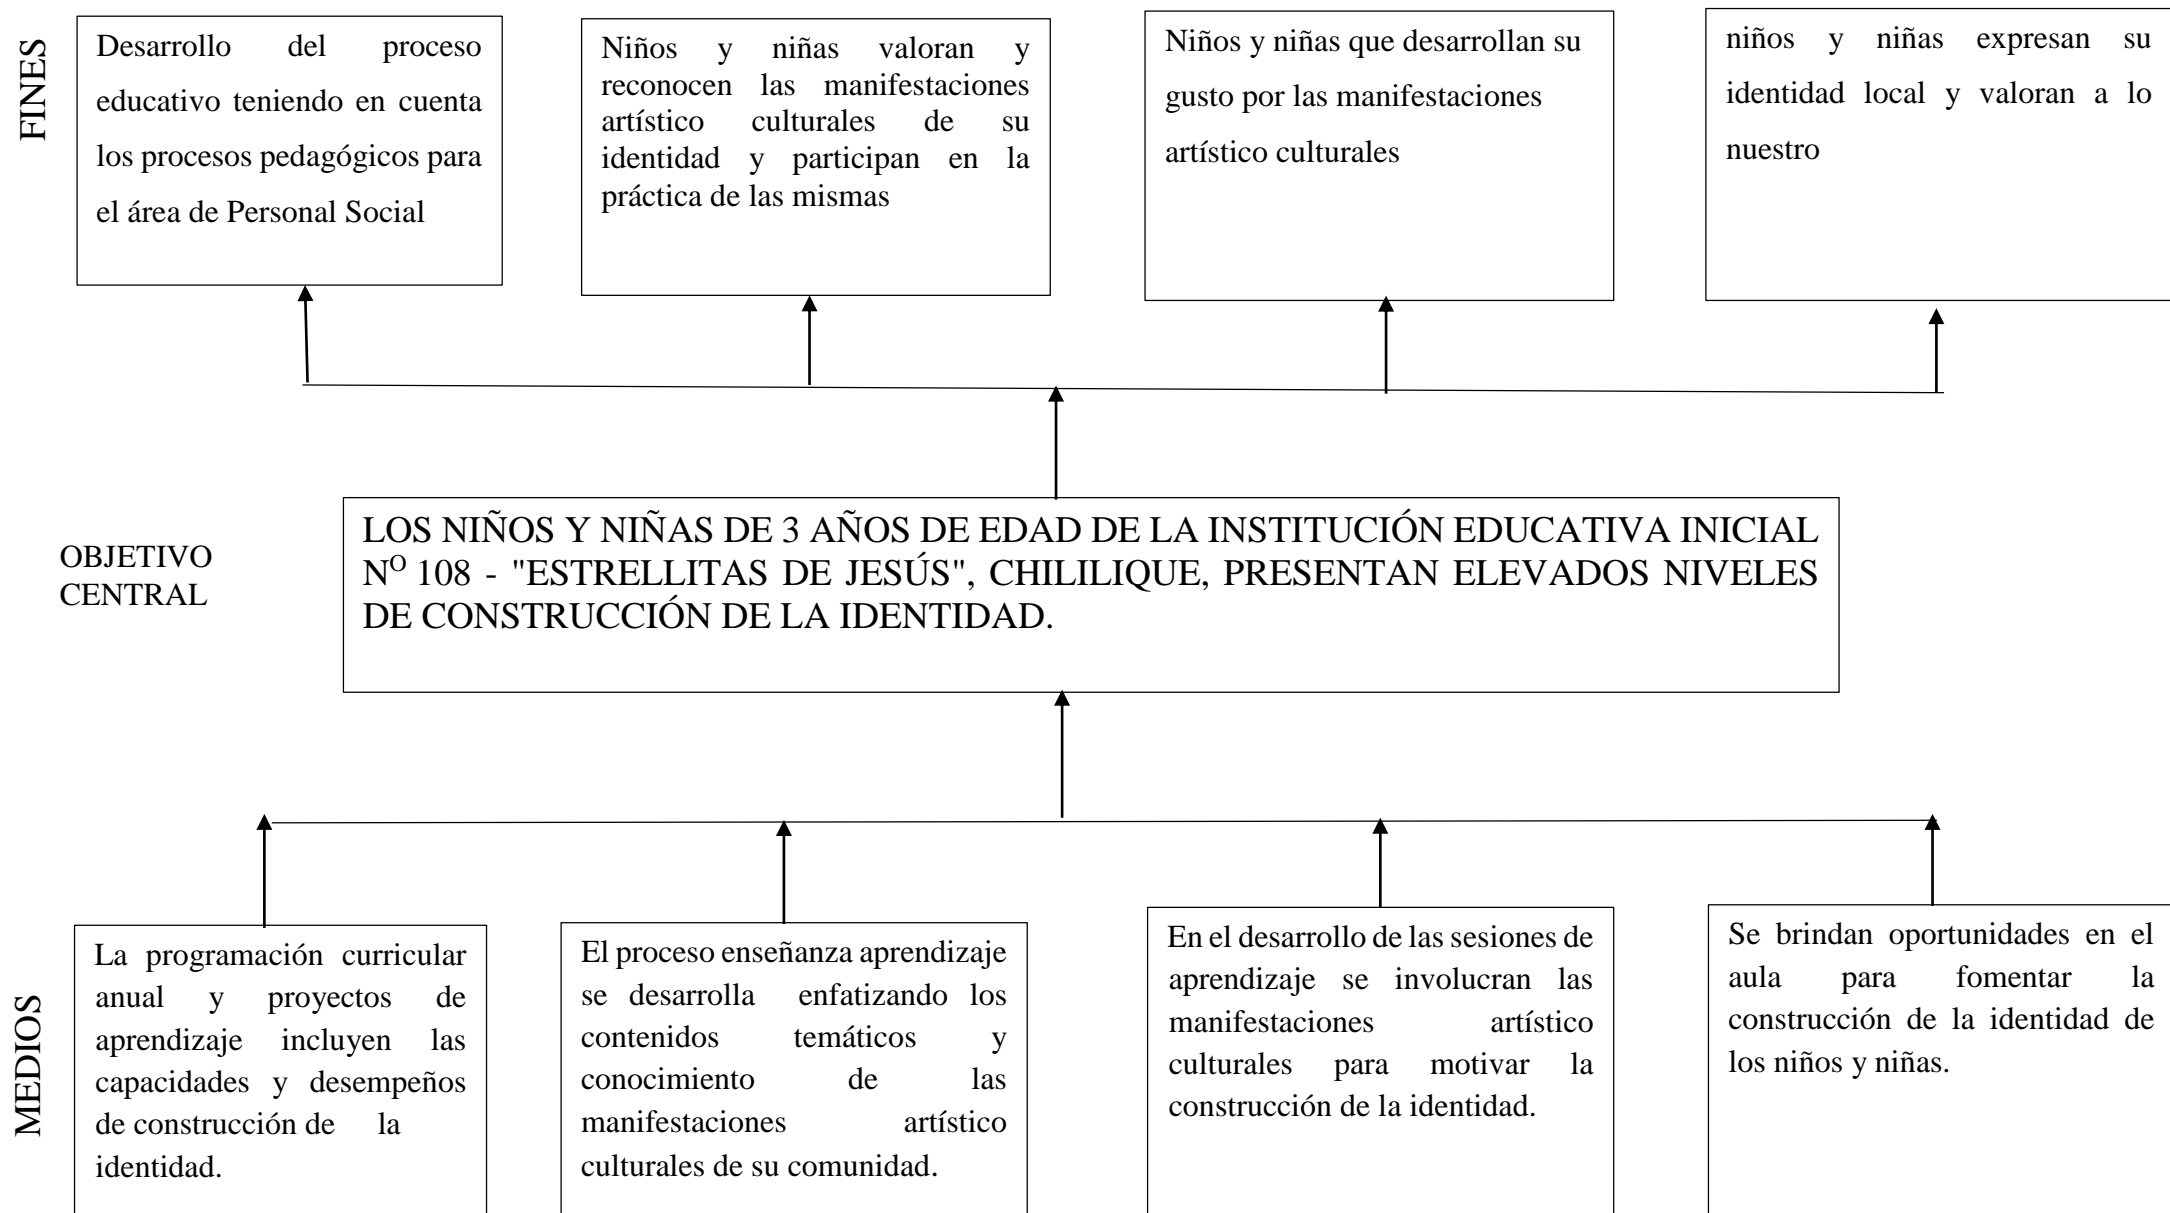 FINES
Desarrollo del proceso
educativo teniendo en cuenta
los procesos pedagógicos para
el área de Personal Social
Niños y niñas valoran y
reconocen las manifestaciones
artístico culturales de su
identidad y participan en la
práctica de las mismas
Niños y niñas que desarrollan su
gusto por las manifestaciones
artístico culturales
niños y niñas expresan su
identidad local y valoran a lo
nuestro
OBJETIVO
CENTRAL
LOS NIÑOS Y NIÑAS DE 3 AÑOS DE EDAD DE LA INSTITUCIÓN EDUCATIVA INICIAL
Nº 108 - "ESTRELLITAS DE JESÚS", CHILILIQUE, PRESENTAN ELEVADOS NIVELES
DE CONSTRUCCIÓN DE LA IDENTIDAD.
MEDIOS
La programación curricular
anual y proyectos de
aprendizaje incluyen las
capacidades y desempeños
de construcción de la
identidad.
El proceso enseñanza aprendizaje
se desarrolla enfatizando los
contenidos temáticos y
conocimiento de las
manifestaciones artístico
culturales de su comunidad.
En el desarrollo de las sesiones de
aprendizaje se involucran las
manifestaciones artístico
culturales para motivar la
construcción de la identidad.
Se brindan oportunidades en el
aula para fomentar la
construcción de la identidad de
los niños y niñas.